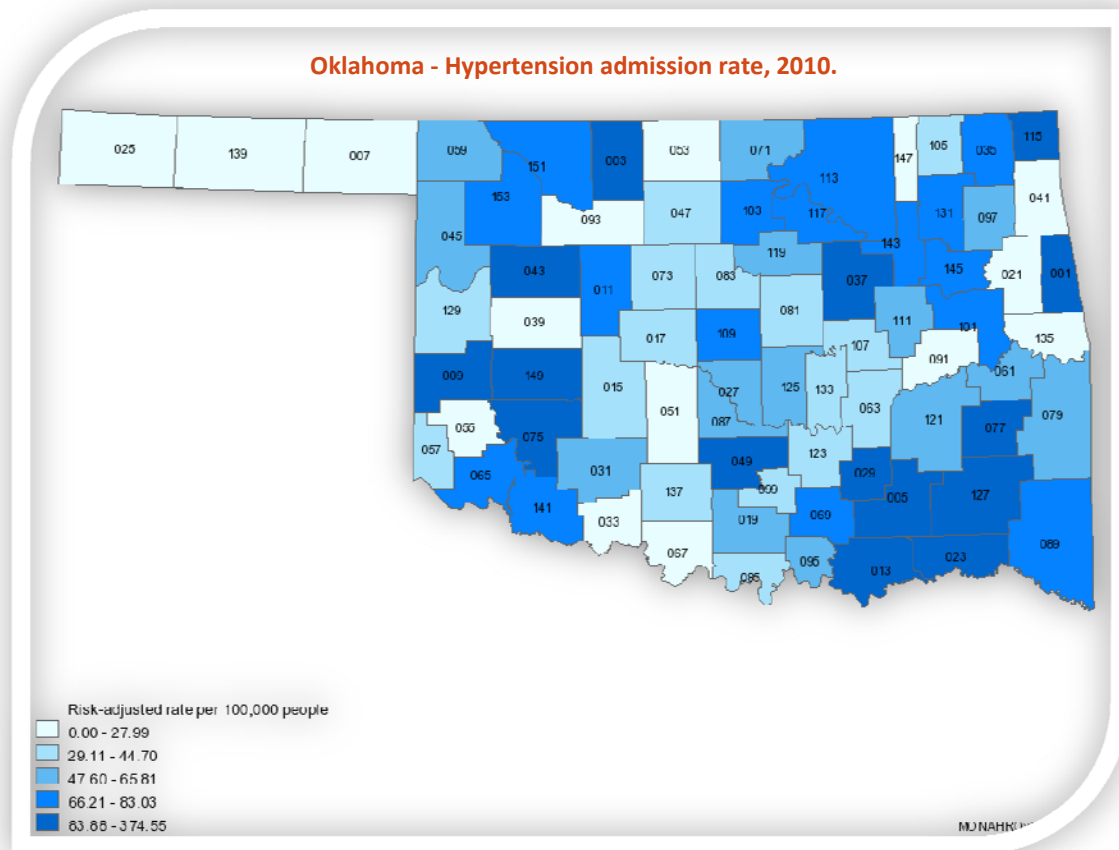 Oklahoma - Hypertension admission rate, 2010.
025 139 007 059 151 003 053 071 113 147 105 035 115
153 093 047 103 117 131 097 041
045 043 011 073 083 119 037 143 145 021 001
129 039 017 109 081 111 101 135
009 149 015 051 027 125 133 107 091 061 079
055 075 087 063 121 077
057 065 031 137 049 123 029 005 127
141 033 099 019 069 089
067 085 095 013 023
Risk-adjusted rate per 100,000 people
0.00 - 27.99
29.11 - 44.70
47.60 - 65.81
66.21 - 83.03
83.88 - 374.55